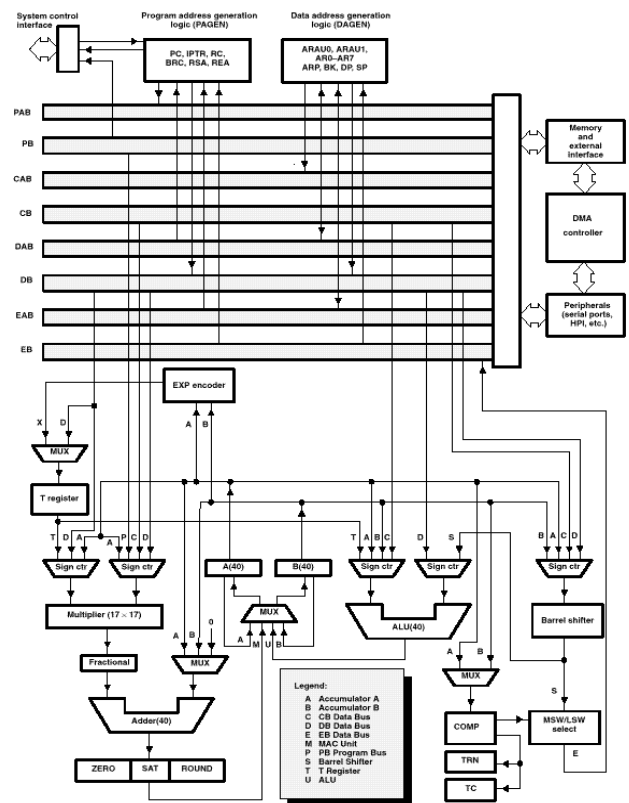 System control
interface
Program address generation
logic (PAGEN)
Data address generation
logic (DAGEN)
PC, IPTR, RC,
BRC, RSA, REA
ARAU0, ARAU1,
AR0–AR7
ARP, BK, DP, SP
PAB
PB
CAB
CB
DAB
DB
EAB
EB
Memory
and
external
interface
DMA
controller
Peripherals
(serial ports,
HPI, etc.)
EXP encoder
X D
A B
MUX
T register
T D A
A P C D
T A B C
D S
B A C D
Sign ctr
Sign ctr
A(40)
B(40)
Sign ctr
Sign ctr
Sign ctr
Multiplier (17 × 17)
MUX
ALU(40)
Barrel shifter
A B 0
A M U B
A B
Fractional
MUX
MUX
S
Adder(40)
COMP
MSW/LSW
select
E
ZERO SAT ROUND
TRN
TC
Legend:
A Accumulator A
B Accumulator B
C CB Data Bus
D DB Data Bus
E EB Data Bus
M MAC Unit
P PB Program Bus
S Barrel Shifter
T T Register
U ALU